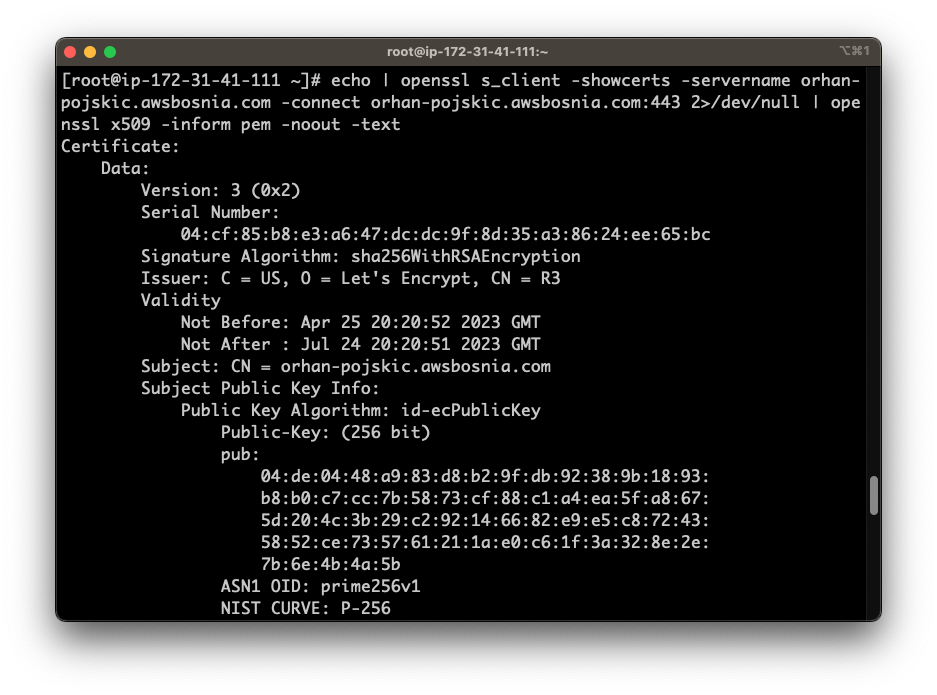 root@ip-172-31-41-111:~
⌥⌘1
[root@ip-172-31-41-111 ~]# echo | openssl s_client -showcerts -servername orhan-
pojskic.awsbosnia.com -connect orhan-pojskic.awsbosnia.com:443 2>/dev/null | ope
nssl x509 -inform pem -noout -text
Certificate:
    Data:
        Version: 3 (0x2)
        Serial Number:
            04:cf:85:b8:e3:a6:47:dc:dc:9f:8d:35:a3:86:24:ee:65:bc
        Signature Algorithm: sha256WithRSAEncryption
        Issuer: C = US, O = Let's Encrypt, CN = R3
        Validity
            Not Before: Apr 25 20:20:52 2023 GMT
            Not After : Jul 24 20:20:51 2023 GMT
        Subject: CN = orhan-pojskic.awsbosnia.com
        Subject Public Key Info:
            Public Key Algorithm: id-ecPublicKey
                Public-Key: (256 bit)
                pub:
                    04:de:04:48:a9:83:d8:b2:9f:db:92:38:9b:18:93:
                    b8:b0:c7:cc:7b:58:73:cf:88:c1:a4:ea:5f:a8:67:
                    5d:20:4c:3b:29:c2:92:14:66:82:e9:e5:c8:72:43:
                    58:52:ce:73:57:61:21:1a:e0:c6:1f:3a:32:8e:2e:
                    7b:6e:4b:4a:5b
                ASN1 OID: prime256v1
                NIST CURVE: P-256